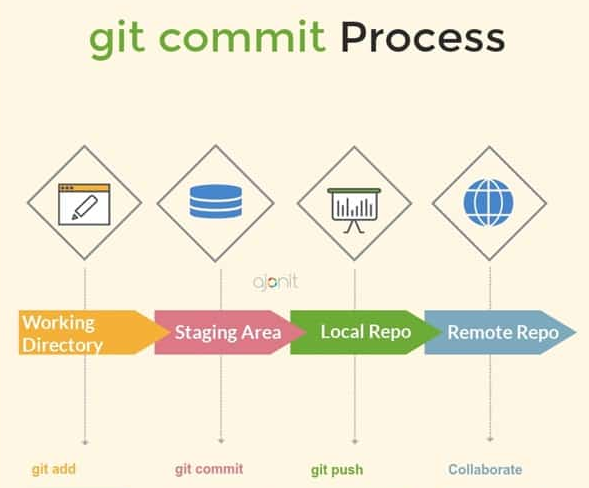 git commit Process
ajonit
Working
Directory
Staging Area
Local Repo
Remote Repo
git add
git commit
git push
Collaborate